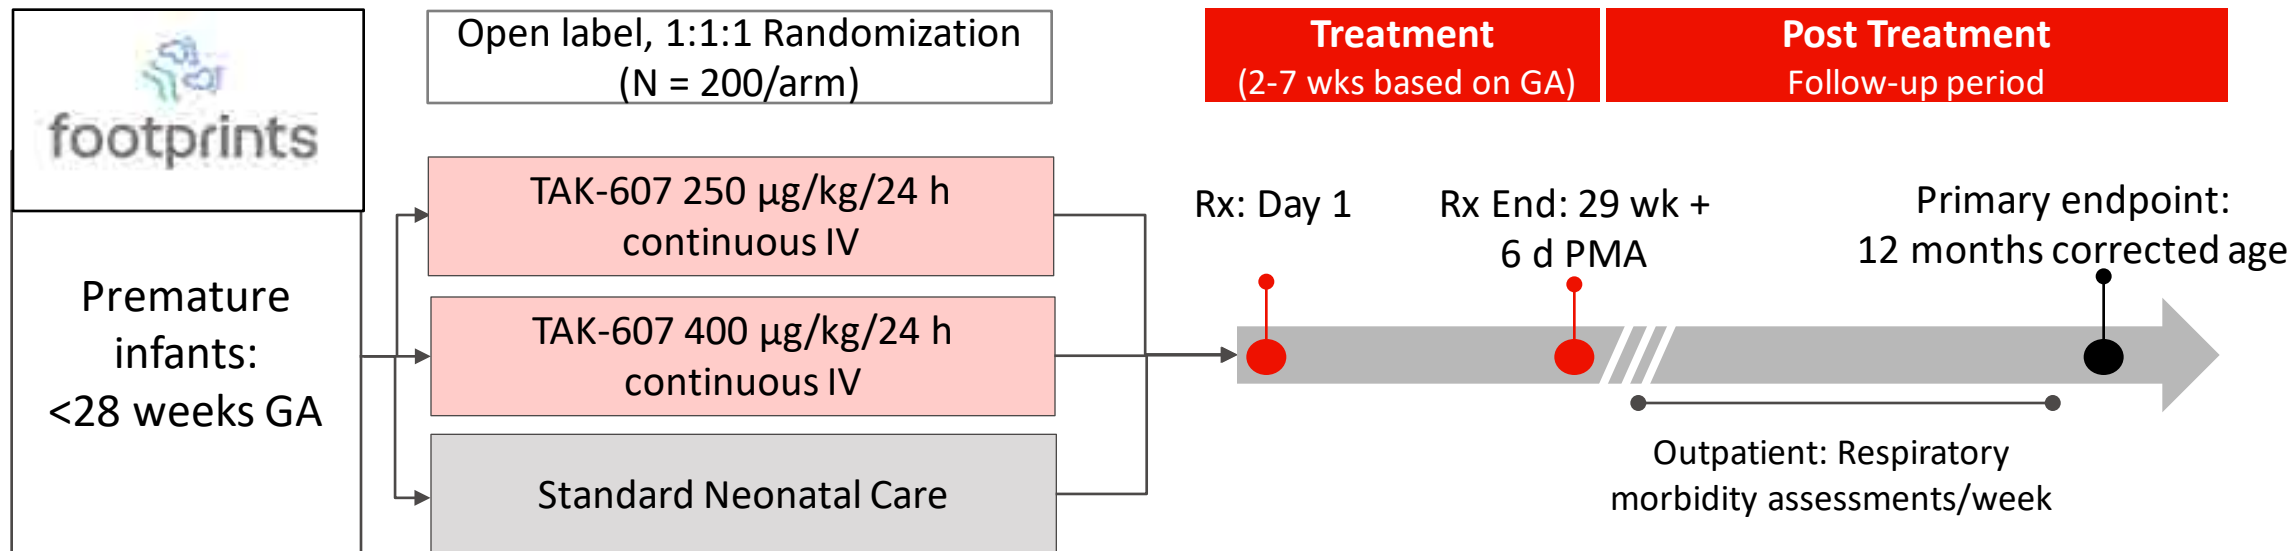 footprints
Premature
infants:
<28 weeks GA
Open label, 1:1:1 Randomization
(N = 200/arm)
TAK-607 250 µg/kg/24 h
continuous IV
TAK-607 400 µg/kg/24 h
continuous IV
Standard Neonatal Care
Treatment
(2-7 wks based on GA)
Post Treatment
Follow-up period
Rx: Day 1
Rx End: 29 wk +
6 d PMA
Primary endpoint:
12 months corrected age
Outpatient: Respiratory
morbidity assessments/week